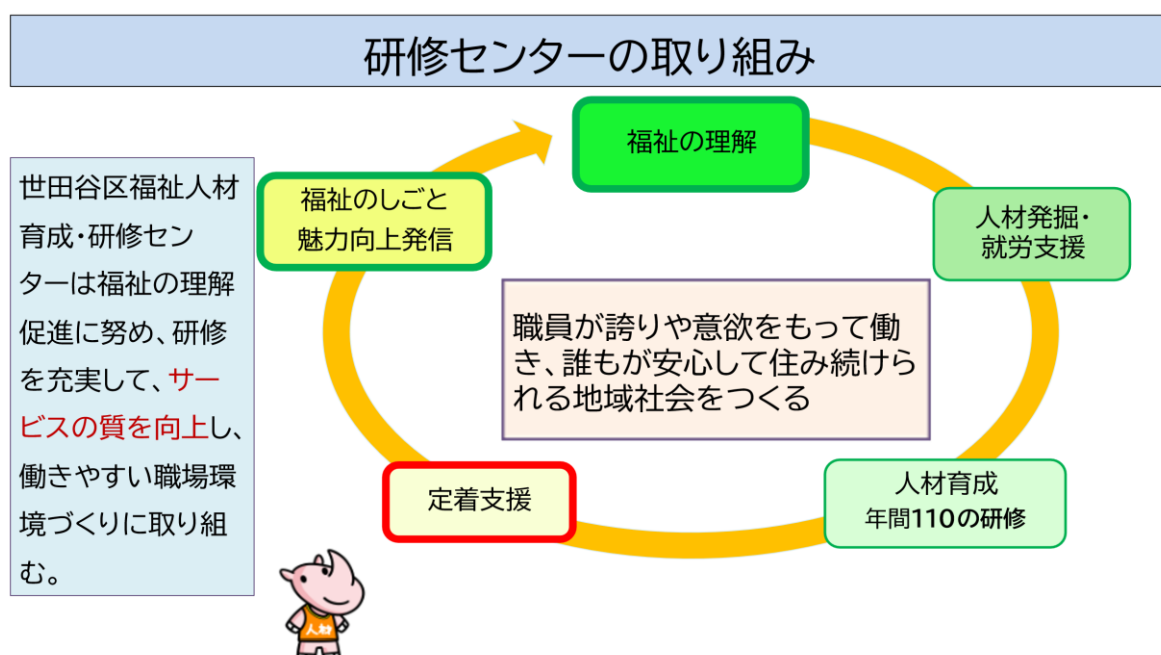 研修センターの取り組み
世田谷区福祉人材
育成・研修セン
ターは福祉の理解
促進に努め、研修
を充実して、サー
ビスの質を向上し、
働きやすい職場環
境づくりに取り組
む。
福祉の理解
人材発掘・
就労支援
人材育成
年間110の研修
定着支援
福祉のしごと
魅力向上発信
職員が誇りや意欲をもって働
き、誰もが安心して住み続けら
れる地域社会をつくる
人材